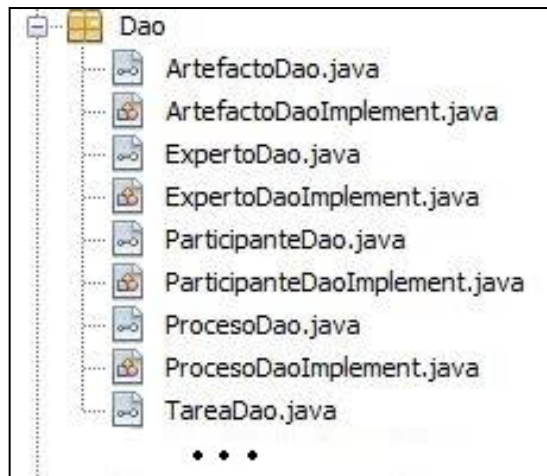 Dao
ArtefactoDao.java
ArtefactoDaoImplement.java
ExpertoDao.java
ExpertoDaoImplement.java
ParticipanteDao.java
ParticipanteDaoImplement.java
ProcesoDao.java
ProcesoDaoImplement.java
TareaDao.java
• • •